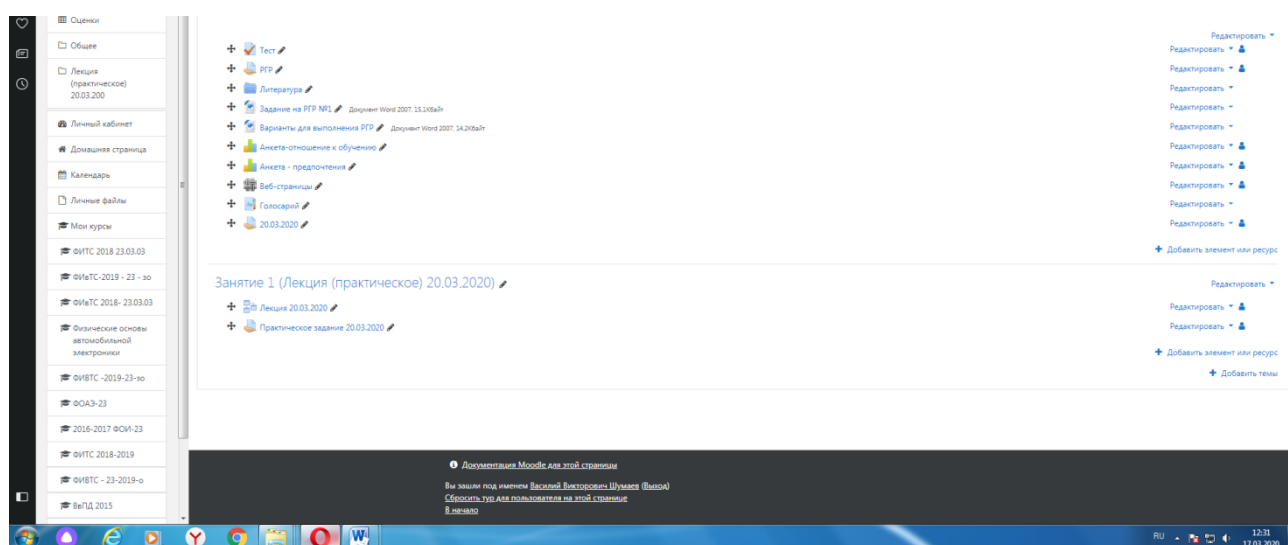 Оценки
Общее
Лекция
(практическое)
20.03.200
Личный кабинет
Домашняя страница
Календарь
Личные файлы
Мои курсы
ФИТС 2018 23.03.03
ФИвТС-2019 - 23 - зо
ФИвТС 2018- 23.03.03
Физические основы
автомобильной
электроники
ФИВТС -2019-23-зо
ФОАЭ-23
2016-2017 ФОИ-23
ФИТС 2018-2019
ФИВТС - 23-2019-о
ВвПД 2015
Редактировать
Тест Редактировать
РГР Редактировать
Литература Редактировать
Задание на РГР №1 Документ Word 2007, 15,1Кбайт Редактировать
Варианты для выполнения РГР Документ Word 2007, 14,2Кбайт Редактировать
Анкета-отношение к обучению Редактировать
Анкета - предпочтения Редактировать
Веб-страницы Редактировать
Голосарий Редактировать
20.03.2020 Редактировать
Добавить элемент или ресурс
Занятие 1 (Лекция (практическое) 20.03.2020) Редактировать
Лекция 20.03.2020 Редактировать
Практическое задание 20.03.2020 Редактировать
Добавить элемент или ресурс
Добавить темы
Документация Moodle для этой страницы
Вы зашли под именем Василий Викторович Шумаев (Выход)
Сбросить тур для пользователя на этой странице
В начало
RU 12:31
17.03.2020